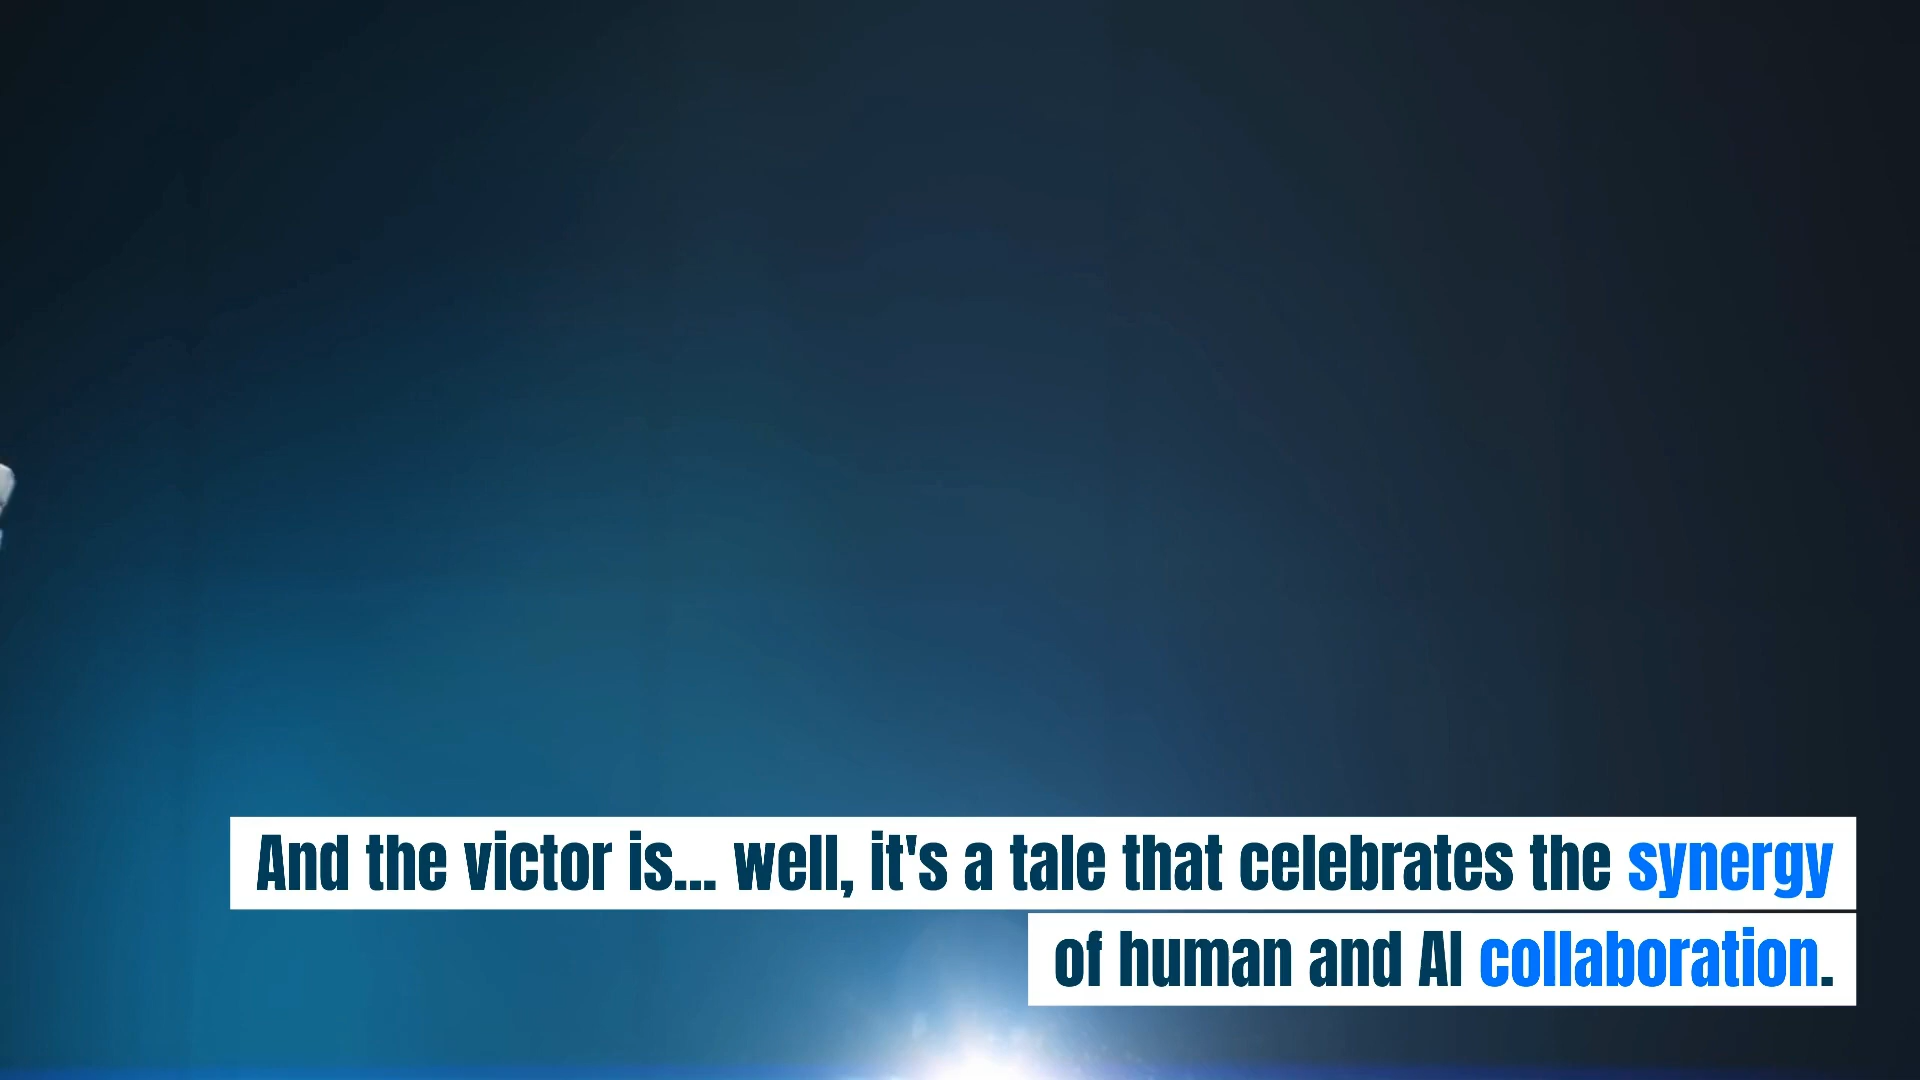 And the victor is... well, it's a tale that celebrates the synergy
of human and AI collaboration.